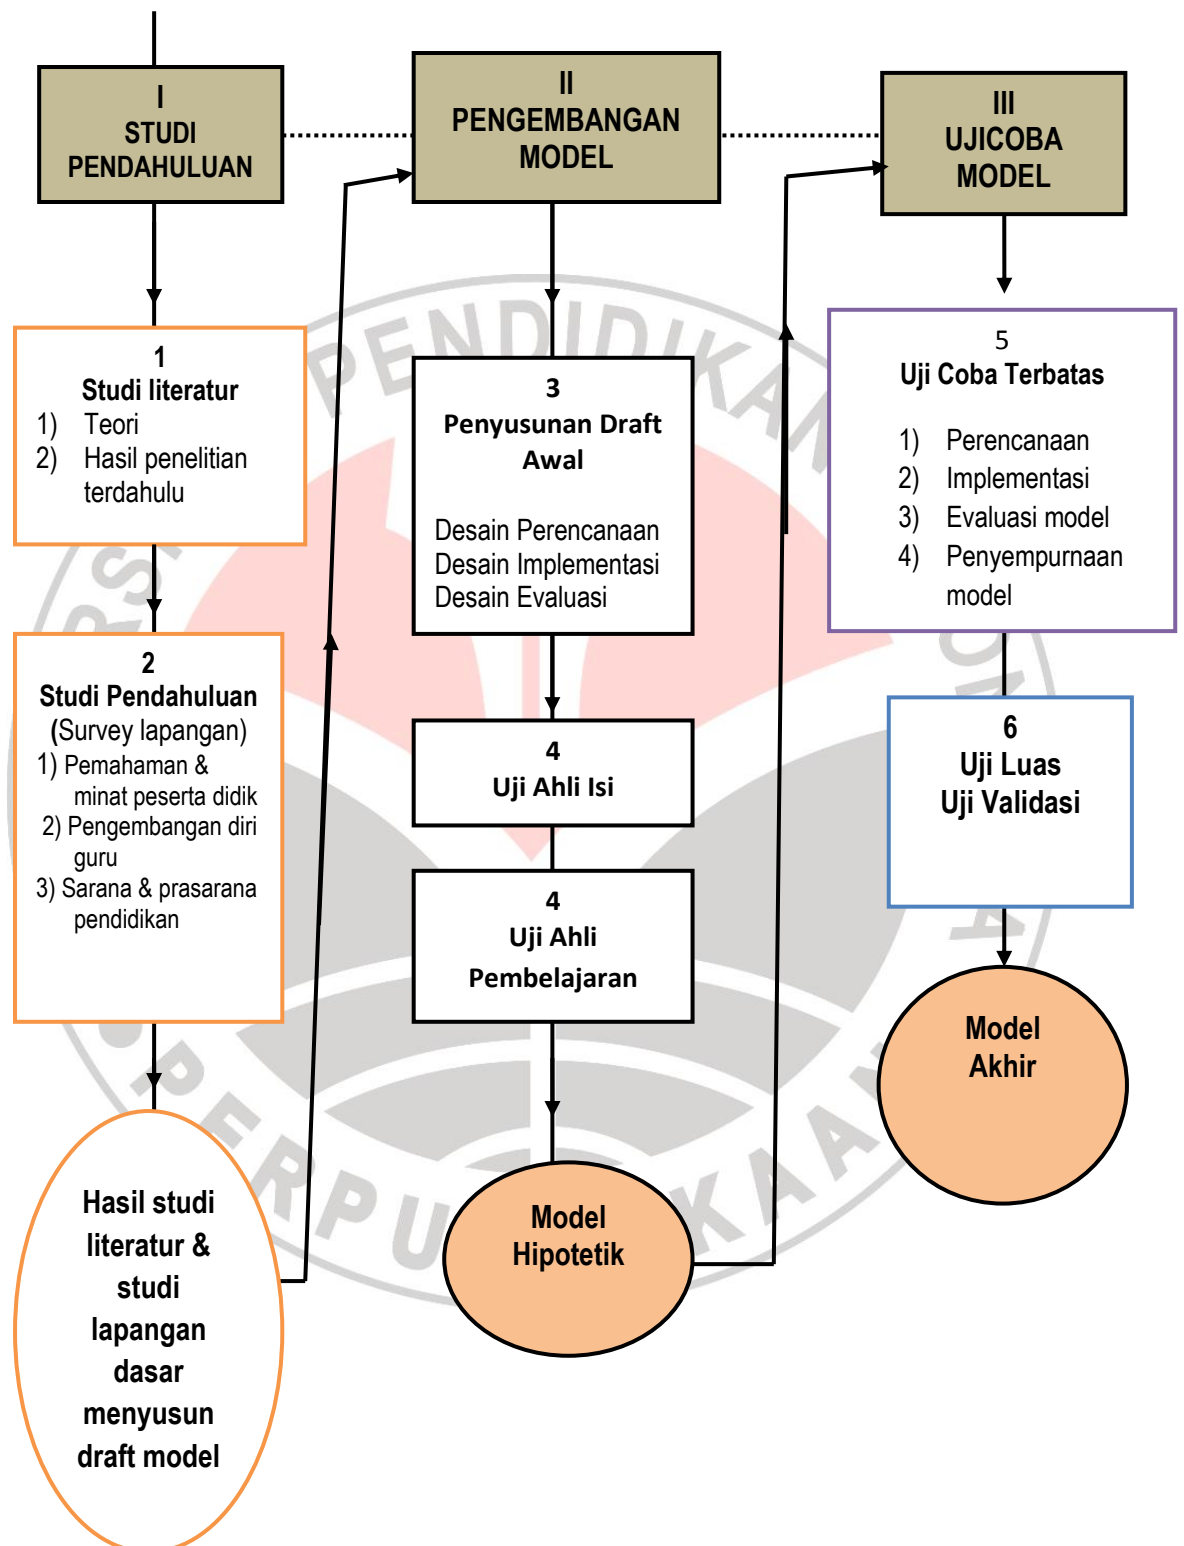 I
STUDI
PENDAHULUAN
1
Studi literatur
1) Teori
2) Hasil penelitian
terdahulu
2
Studi Pendahuluan
(Survey lapangan)
1) Pemahaman &
minat peserta didik
2) Pengembangan diri
guru
3) Sarana & prasarana
pendidikan
Hasil studi
literatur &
studi
lapangan
dasar
menyusun
draft model
II
PENGEMBANGAN
MODEL
3
Penyusunan Draft
Awal
Desain Perencanaan
Desain Implementasi
Desain Evaluasi
4
Uji Ahli Isi
4
Uji Ahli
Pembelajaran
Model
Hipotetik
III
UJICOBA
MODEL
5
Uji Coba Terbatas
1) Perencanaan
2) Implementasi
3) Evaluasi model
4) Penyempurnaan
model
6
Uji Luas
Uji Validasi
Model
Akhir
PENDIDIKAN